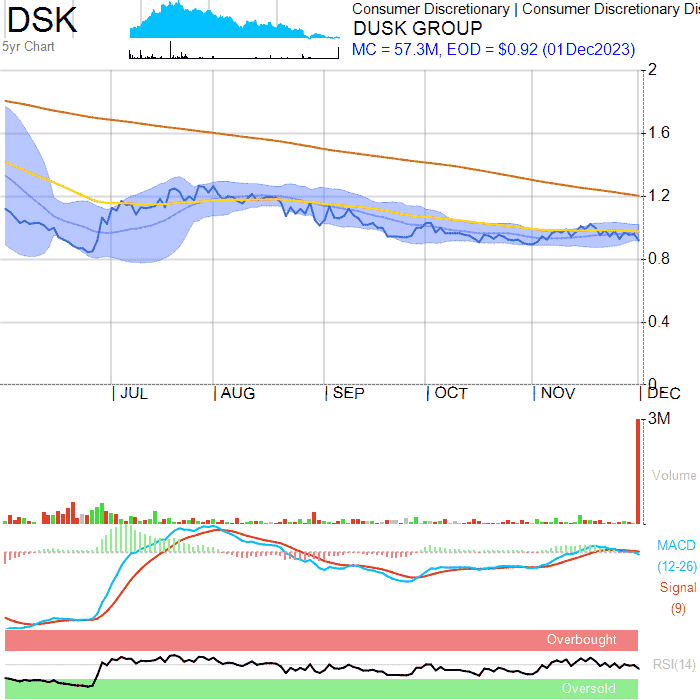 DSK
5yr Chart
Consumer Discretionary | Consumer Discretionary Dis
DUSK GROUP
MC = 57.3M, EOD = $0.92 (01Dec2023)
2
1.6
1.2
0.8
0.4
0
JUL
AUG
SEP
OCT
NOV
DEC
3M
Volume
MACD
(12-26)
Signal
(9)
Overbought
RSI(14)
Oversold